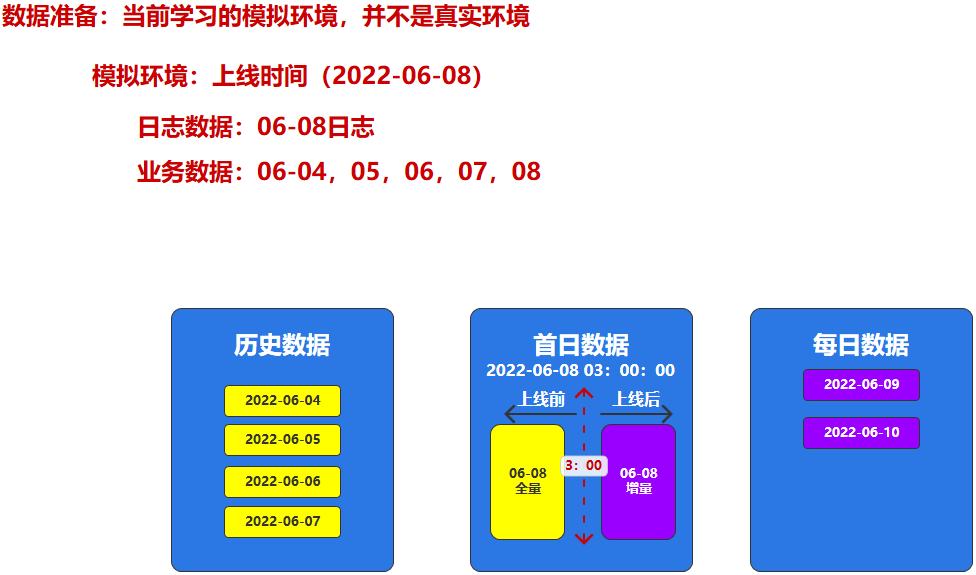 数据准备：当前学习的模拟环境，并不是真实环境
模拟环境：上线时间（2022-06-08）
日志数据：06-08日志
业务数据：06-04，05，06，07，08
历史数据
2022-06-04
2022-06-05
2022-06-06
2022-06-07
首日数据
2022-06-08 03：00：00
上线前
上线后
06-08
全量
3：00
06-08
增量
每日数据
2022-06-09
2022-06-10